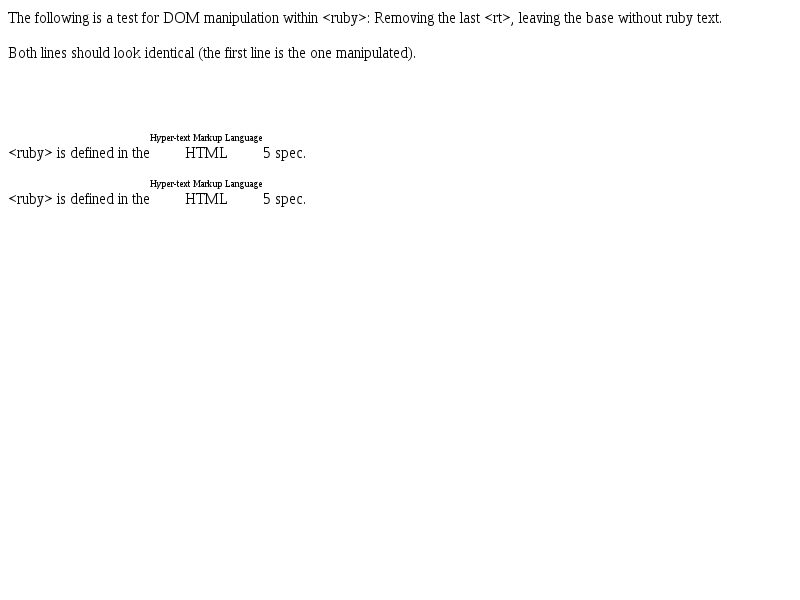 The following is a test for DOM manipulation within <ruby>: Removing the last <rt>, leaving the base without ruby text.
Both lines should look identical (the first line is the one manipulated).
Hyper-text Markup Language
<ruby> is defined in the HTML 5 spec.
Hyper-text Markup Language
<ruby> is defined in the HTML 5 spec.